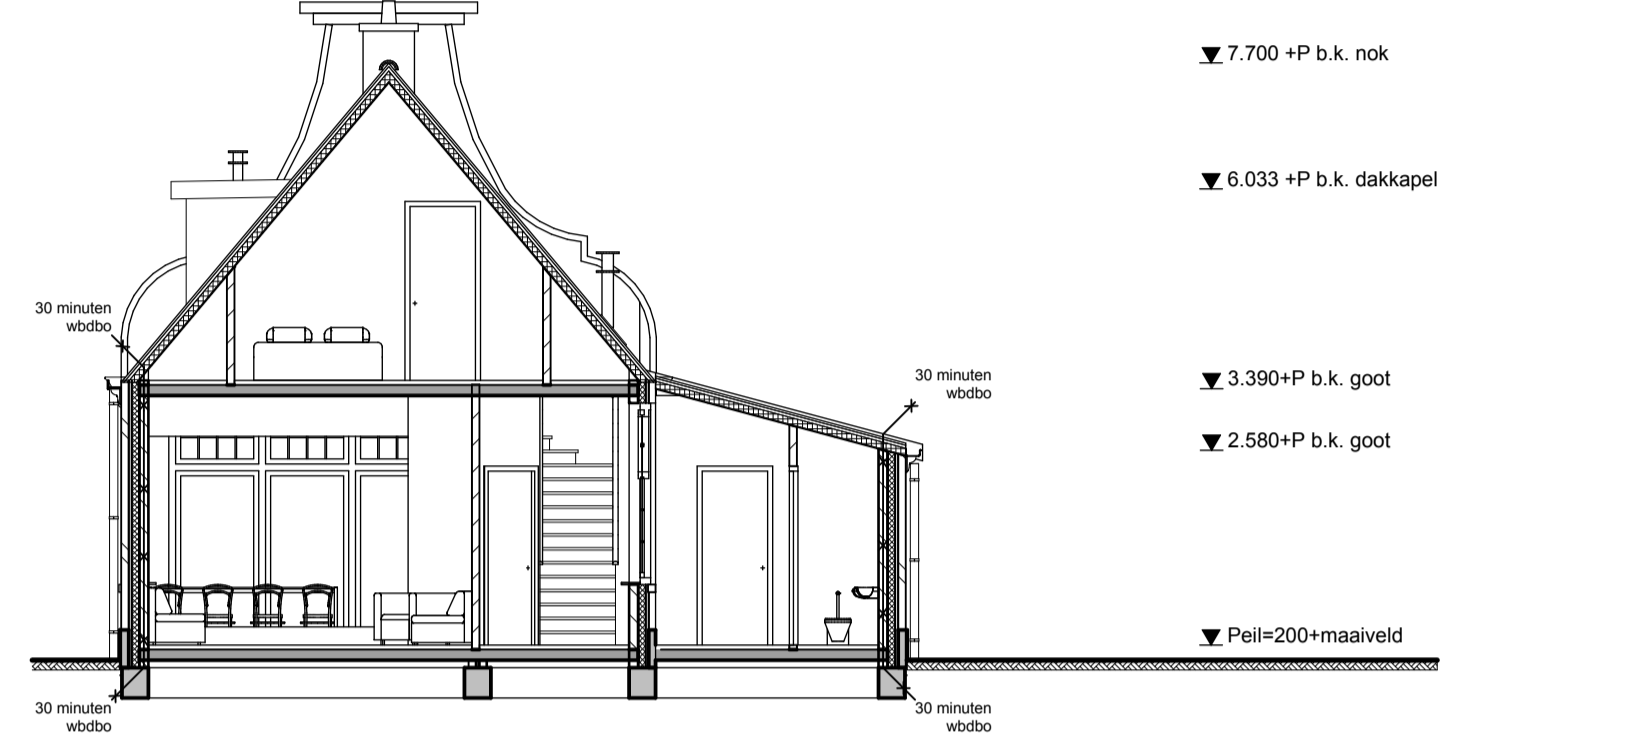 7.700 +P b.k. nok
6.033 +P b.k. dakkapel
30 minuten
wbdbo
30 minuten
wbdbo
3.390+P b.k. goot
2.580+P b.k. goot
Peil=200+maaiveld
30 minuten
wbdbo
30 minuten
wbdbo